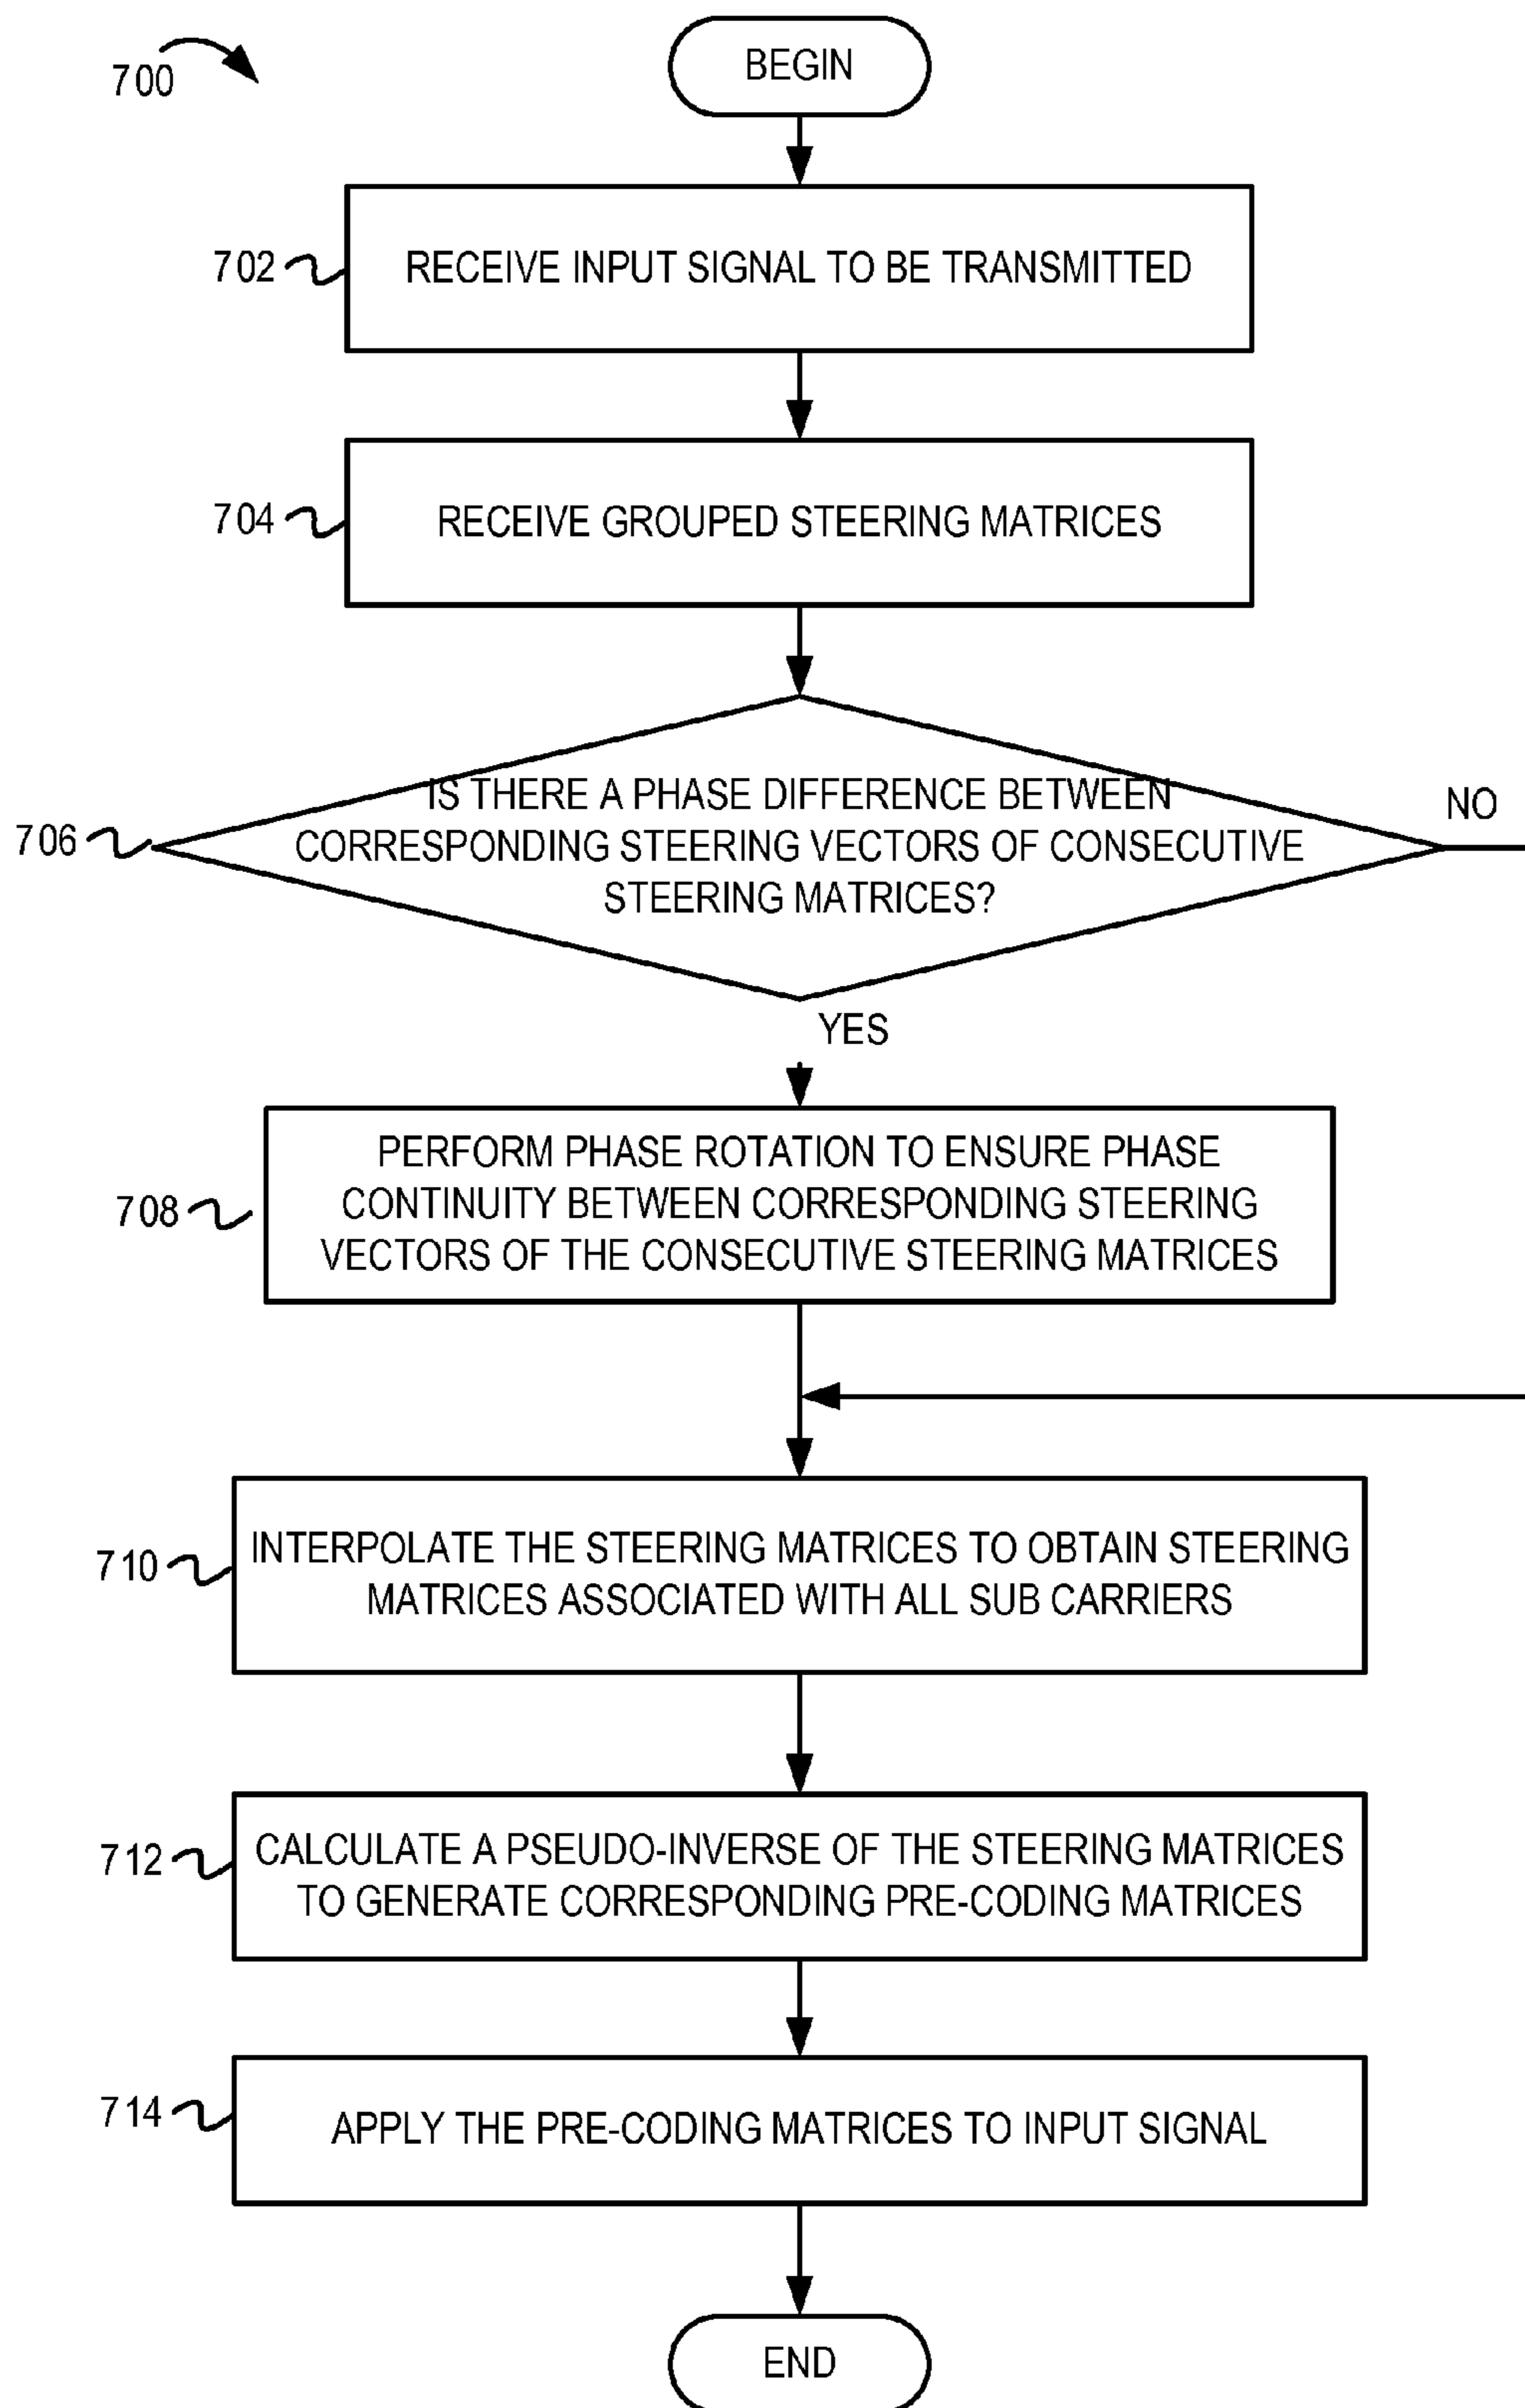 700
BEGIN
702
RECEIVE INPUT SIGNAL TO BE TRANSMITTED
704
RECEIVE GROUPED STEERING MATRICES
706
IS THERE A PHASE DIFFERENCE BETWEEN
CORRESPONDING STEERING VECTORS OF CONSECUTIVE
STEERING MATRICES?
NO
YES
708
PERFORM PHASE ROTATION TO ENSURE PHASE
CONTINUITY BETWEEN CORRESPONDING STEERING
VECTORS OF THE CONSECUTIVE STEERING MATRICES
710
INTERPOLATE THE STEERING MATRICES TO OBTAIN STEERING
MATRICES ASSOCIATED WITH ALL SUB CARRIERS
712
CALCULATE A PSEUDO-INVERSE OF THE STEERING MATRICES
TO GENERATE CORRESPONDING PRE-CODING MATRICES
714
APPLY THE PRE-CODING MATRICES TO INPUT SIGNAL
END